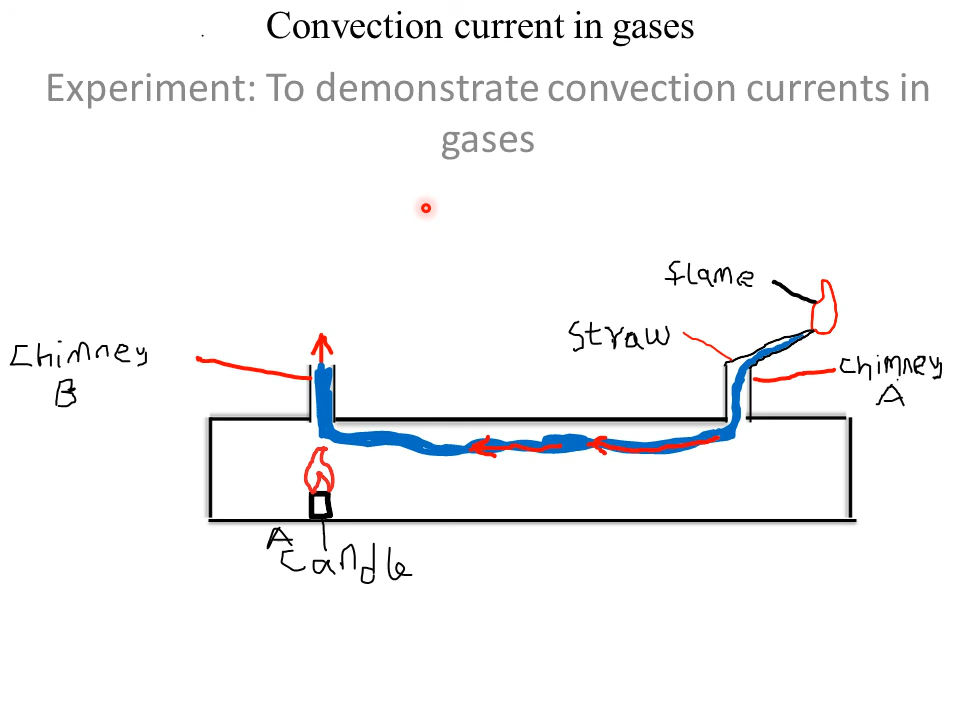 Convection current in gases
Experiment: To demonstrate convection currents in
gases
flame
straw
chimney
B
chimney
A
A
candle